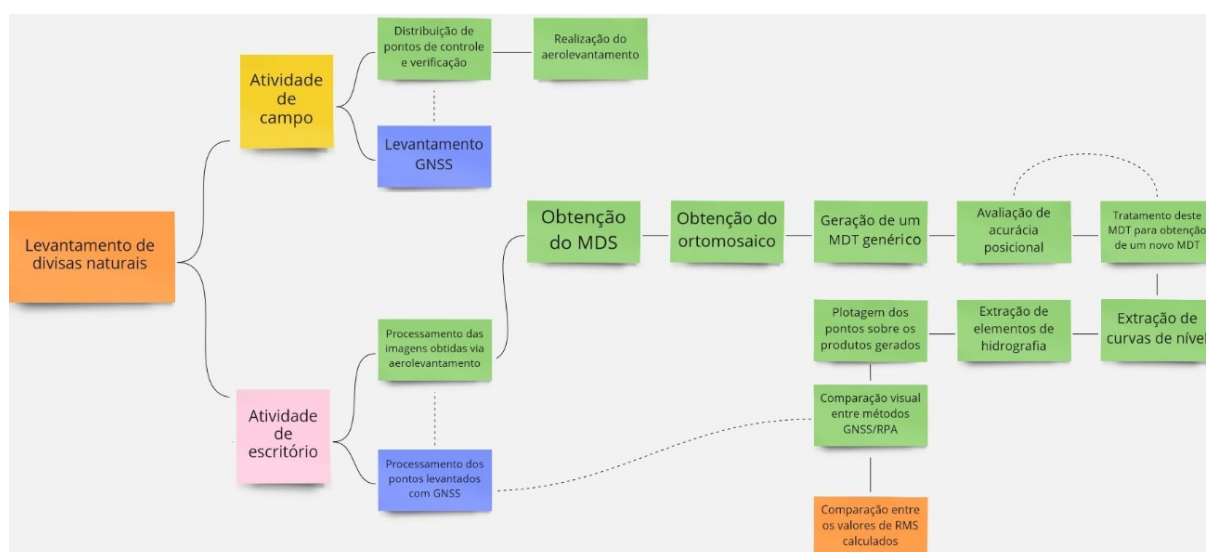 Distribuição de
pontos de controle
e verificação
Realização do
aerolevantamento
Atividade
de
campo
Levantamento
GNSS
Levantamento de
divisas naturais
Obtenção
do MDS
Obtenção do
ortomosaico
Geração de um
MDT genérico
Avaliação de
acurácia
posicional
Tratamento deste
MDT para obtenção
de um novo MDT
Processamento das
imagens obtidas via
aerolevantamento
Plotagem dos
pontos sobre os
produtos gerados
Extração de
elementos de
hidrografia
Extração de
curvas de nível
Atividade
de
escritório
Comparação visual
entre métodos
GNSS/RPA
Processamento dos
pontos levantados
com GNSS
Comparação entre
os valores de RMS
calculados